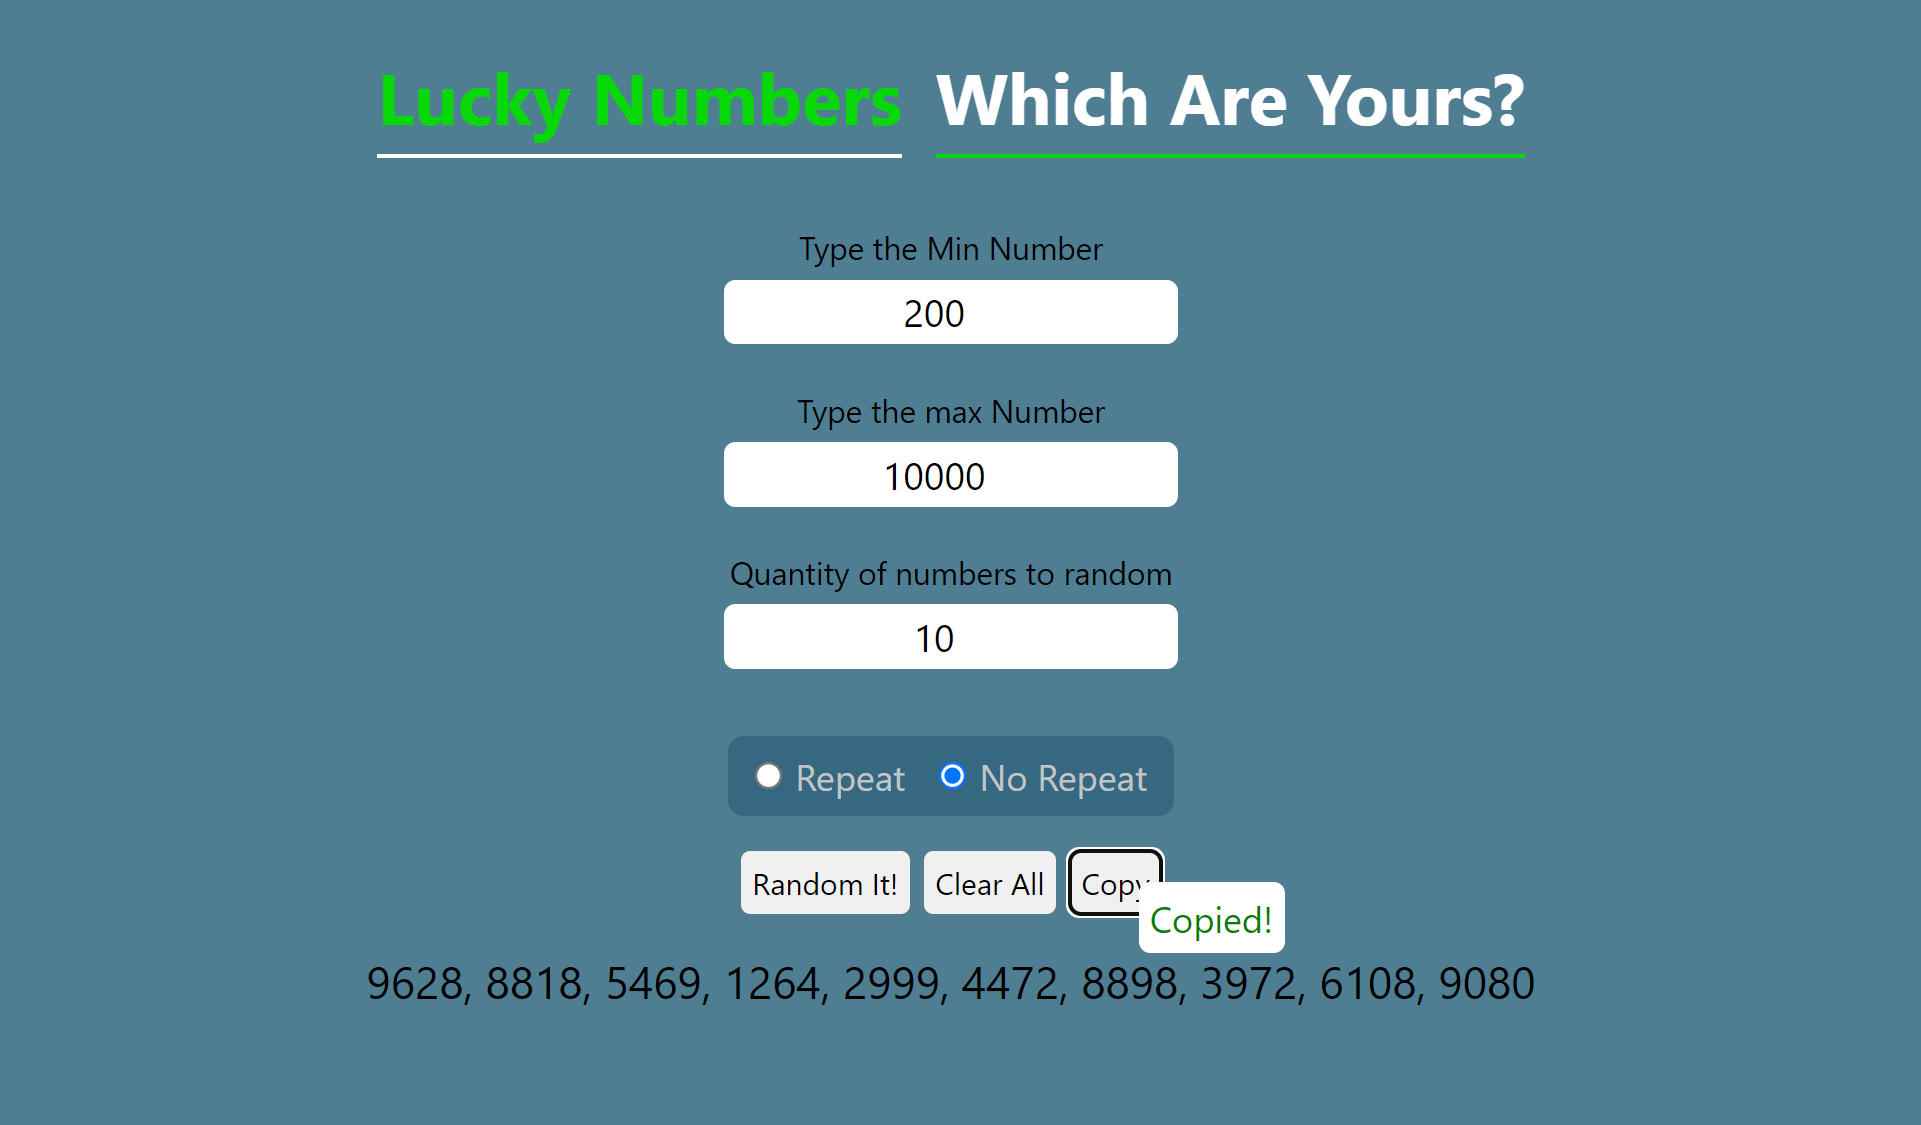 Lucky Numbers Which Are Yours?
Type the Min Number
200
Type the max Number
10000
Quantity of numbers to random
10
Repeat No Repeat
Random It! Clear All Copy
Copied!
9628, 8818, 5469, 1264, 2999, 4472, 8898, 3972, 6108, 9080